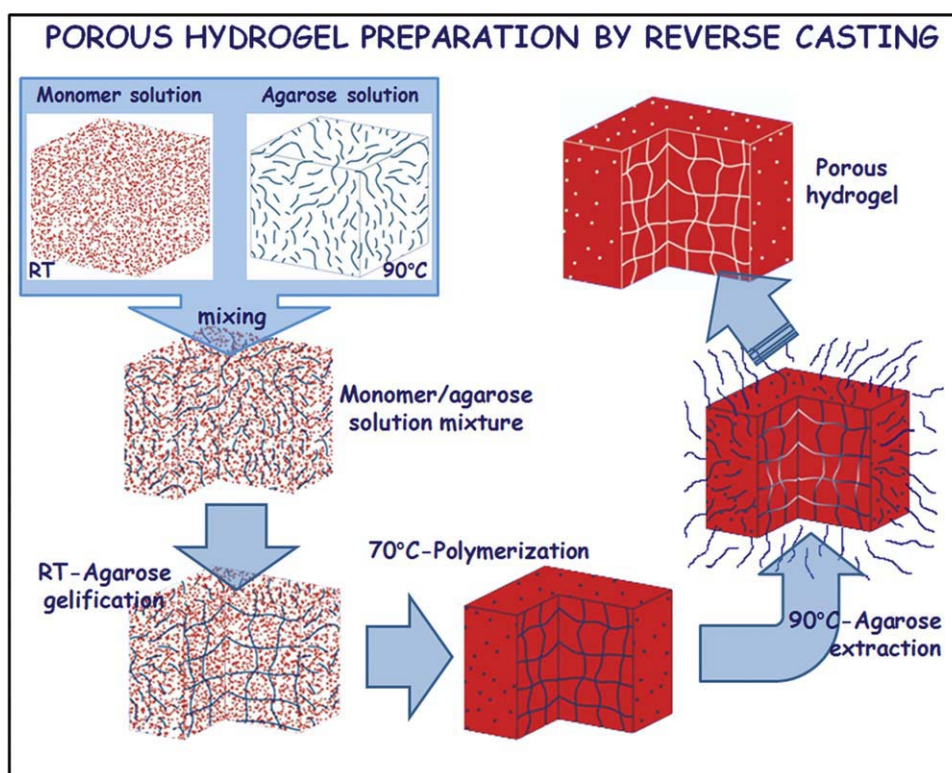 POROUS HYDROGEL PREPARATION BY REVERSE CASTING
Monomer solution
Agarose solution
RT
90°C
mixing
Monomer/agarose
solution mixture
RT-Agarose
gelification
70°C-Polymerization
90°C-Agarose
extraction
Porous
hydrogel